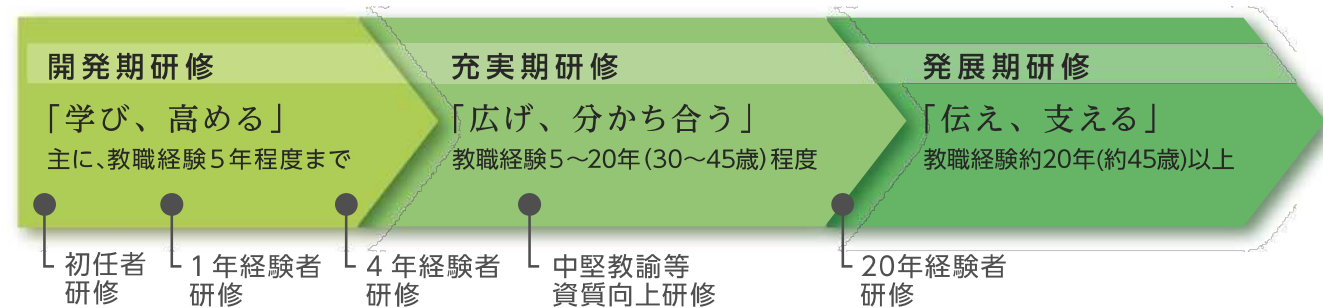 開発期研修
「学び、高める」
主に、教職経験5年程度まで
充実期研修
「広げ、分かち合う」
教職経験5～20年(30～45歳)程度
発展期研修
「伝え、支える」
教職経験約20年(約45歳)以上
初任者
研修
1年経験者
研修
4年経験者
研修
中堅教諭等
資質向上研修
20年経験者
研修